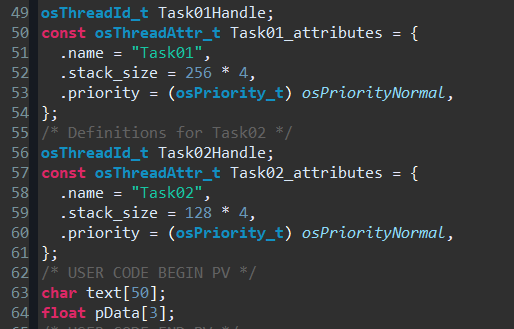 49 osThreadId_t Task01Handle;
50 const osThreadAttr_t Task01_attributes = {
51 .name = "Task01",
52 .stack_size = 256 * 4,
53 .priority = (osPriority_t) osPriorityNormal,
54 };
55 /* Definitions for Task02 */
56 osThreadId_t Task02Handle;
57 const osThreadAttr_t Task02_attributes = {
58 .name = "Task02",
59 .stack_size = 128 * 4,
60 .priority = (osPriority_t) osPriorityNormal,
61 };
62 /* USER CODE BEGIN PV */
63 char text[50];
64 float pData[3];